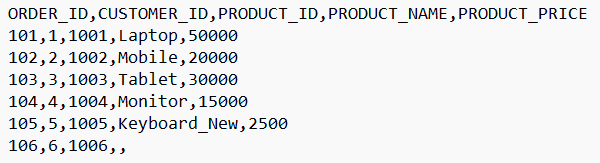 ORDER_ID,CUSTOMER_ID,PRODUCT_ID,PRODUCT_NAME,PRODUCT_PRICE
101,1,1001,Laptop,50000
102,2,1002,Mobile,20000
103,3,1003,Tablet,30000
104,4,1004,Monitor,15000
105,5,1005,Keyboard_New,2500
106,6,1006,,